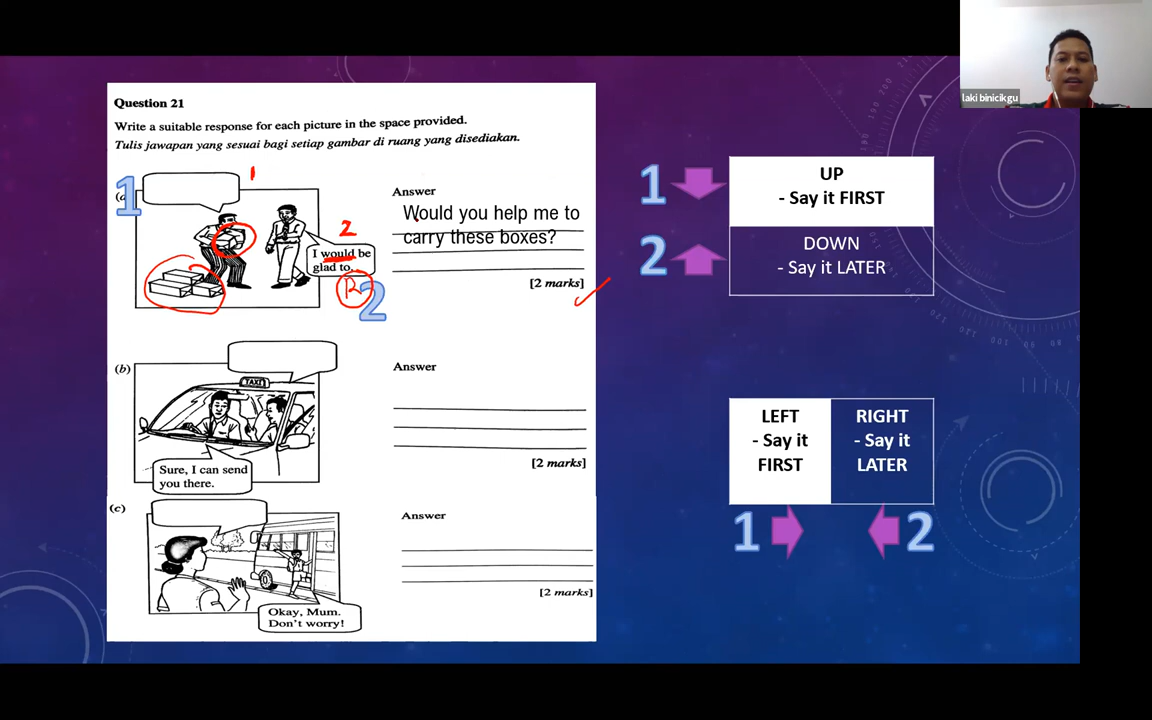 laki binicikgu
Question 21
Write a suitable response for each picture in the space provided.
Tulis jawapan yang sesuai bagi setiap gambar di ruang yang disediakan.
1
1
(a)
2
I would be
glad to.
R
2
Answer
Would you help me to
carry these boxes?
[2 marks]
(b)
TAXI
Sure, I can send
you there.
Answer
[2 marks]
(c)
Okay, Mum.
Don't worry!
Answer
[2 marks]
1
UP
- Say it FIRST
2
DOWN
- Say it LATER
LEFT
- Say it
FIRST
RIGHT
- Say it
LATER
1
2